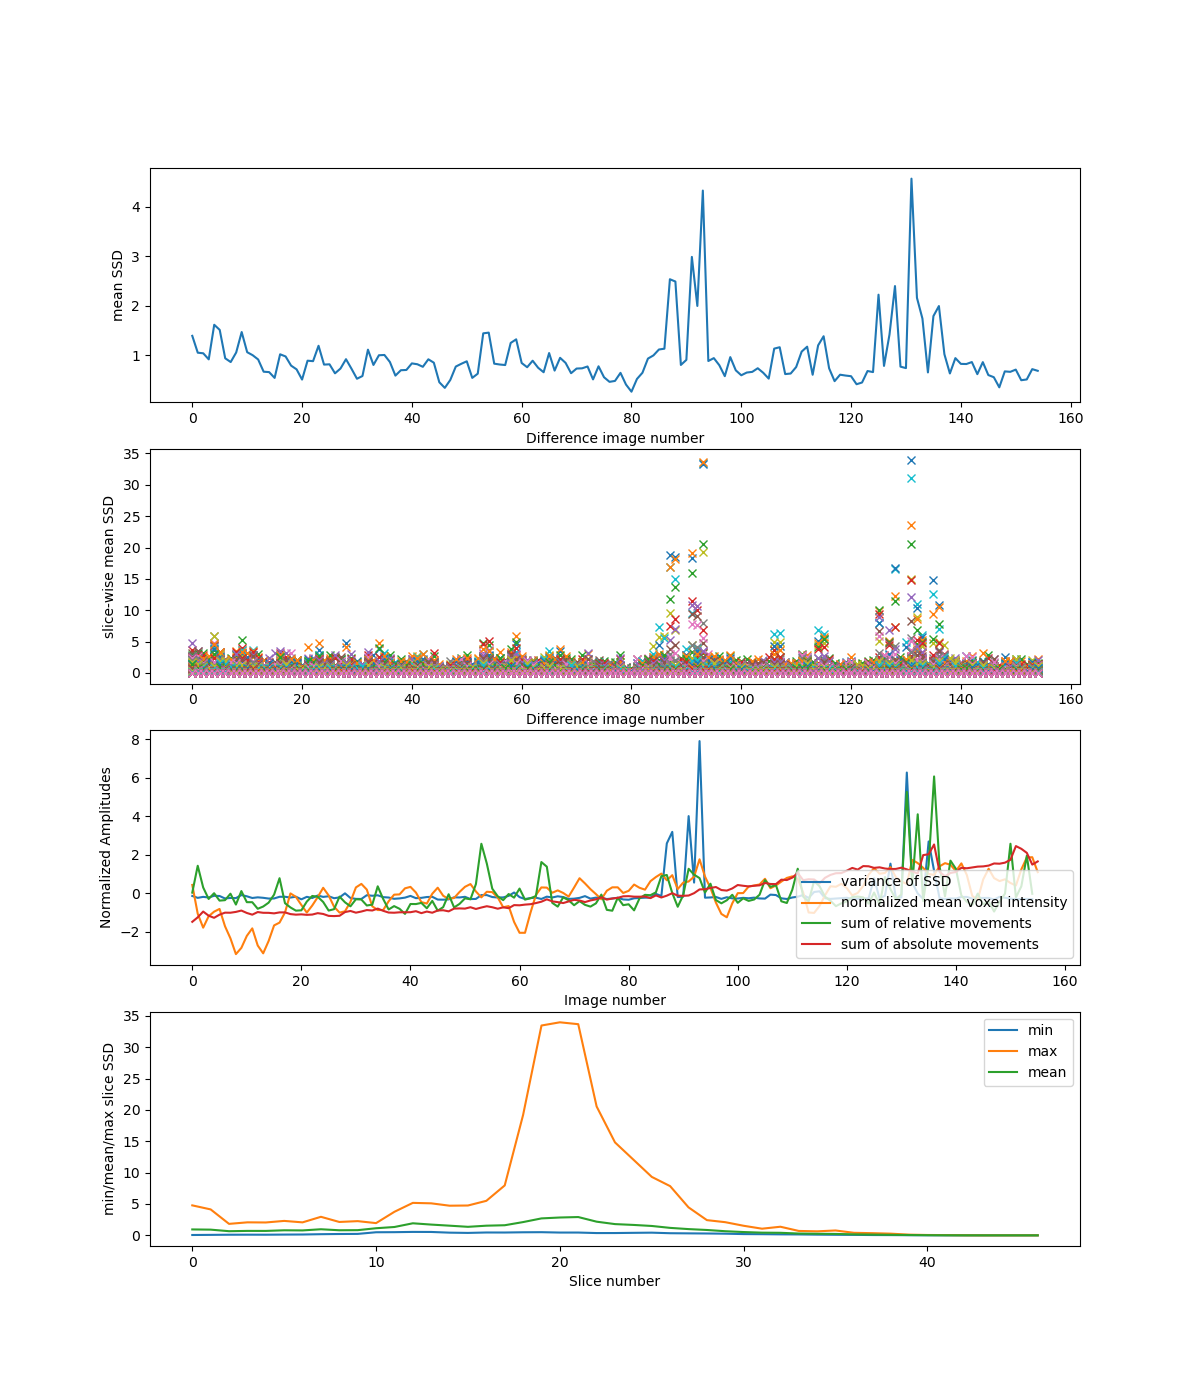 4
3
2
1
mean SSD
0 20 40 60 80 100 120 140 160
Difference image number
35
30
25
20
15
10
5
0
slice-wise mean SSD
0 20 40 60 80 100 120 140 160
Difference image number
8
6
4
2
0
−2
Normalized Amplitudes
variance of SSD
normalized mean voxel intensity
sum of relative movements
sum of absolute movements
0 20 40 60 80 100 120 140 160
Image number
35
30
25
20
15
10
5
0
min/mean/max slice SSD
min
max
mean
0 10 20 30 40
Slice number